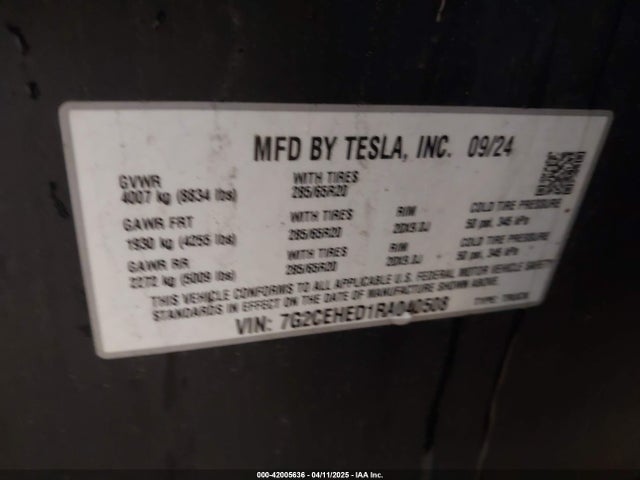 MFD BY TESLA, INC. 09/24
GVWR
4007 kg (8834 lbs)
WITH TIRES
285/65R20
GAWR FRT
1930 kg (4255 lbs)
WITH TIRES
285/65R20
RIM
20X9.0J
COLD TIRE PRESSURE
50 psi, 345 kPa
GAWR RR
2272 kg (5009 lbs)
WITH TIRES
285/65R20
RIM
20X9.0J
COLD TIRE PRESSURE
50 psi, 345 kPa
THIS VEHICLE CONFORMS TO ALL APPLICABLE U.S. FEDERAL MOTOR VEHICLE SAFETY
STANDARDS IN EFFECT ON THE DATE OF MANUFACTURE SHOWN ABOVE.
VIN: 7G2CEHED1RA040508
TYPE: TRUCK
000-42005636 - 04/11/2025 - IAA Inc.